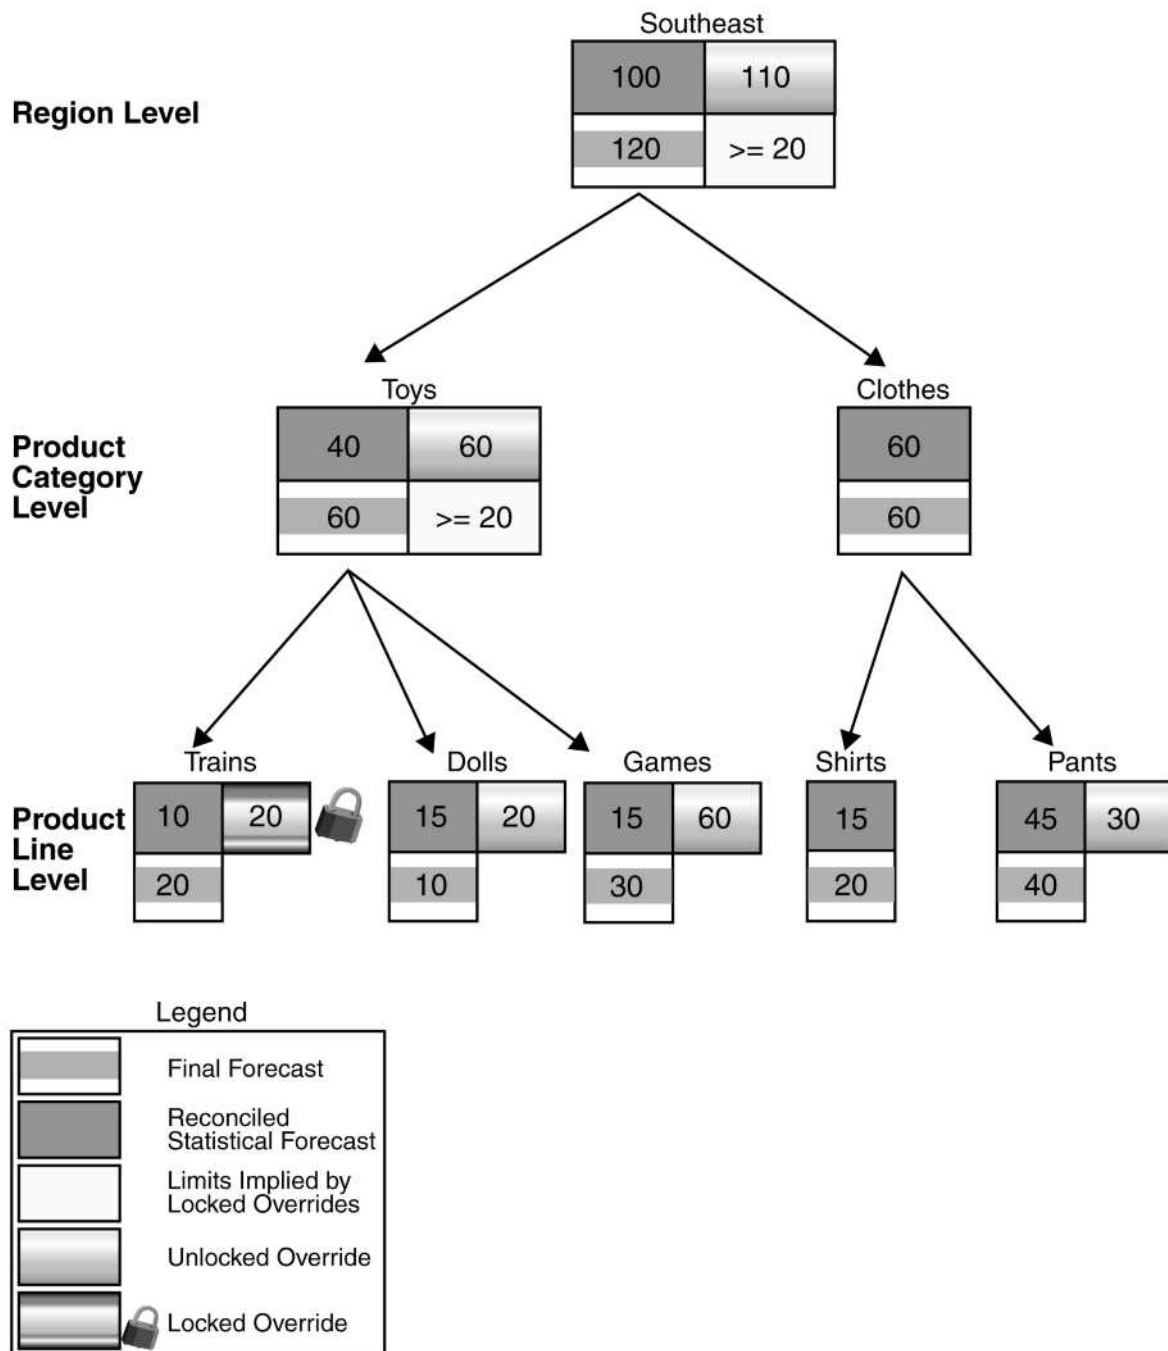 Southeast
100 110
Region Level
120 >= 20
Toys Clothes
40 60 60
Product
Category
Level
60 >= 20 60
Trains Dolls Games Shirts Pants
10 20 15 20 15 60 15 45 30
Product
Line
Level
20 10 30 20 40
Legend
Final Forecast
Reconciled
Statistical Forecast
Limits Implied by
Locked Overrides
Unlocked Override
Locked Override